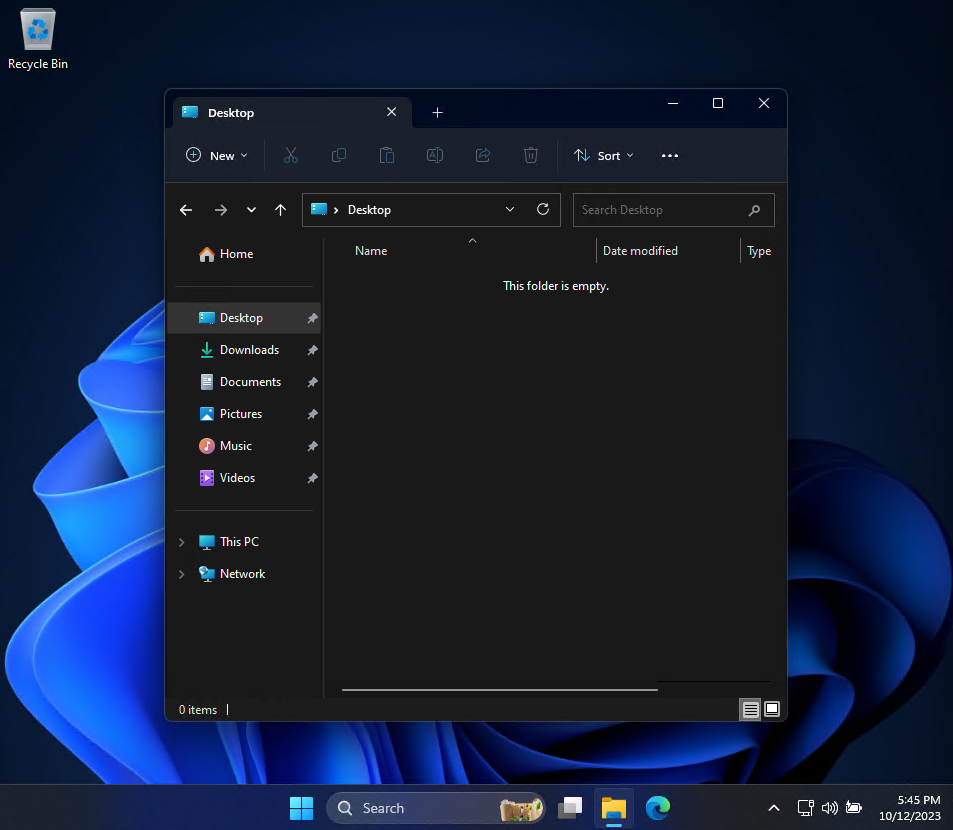 Recycle Bin
Desktop
New
Sort
Desktop
Search Desktop
Home
Name
Date modified
Type
This folder is empty.
Desktop
Downloads
Documents
Pictures
Music
Videos
This PC
Network
0 items
Search
5:45 PM
10/12/2023